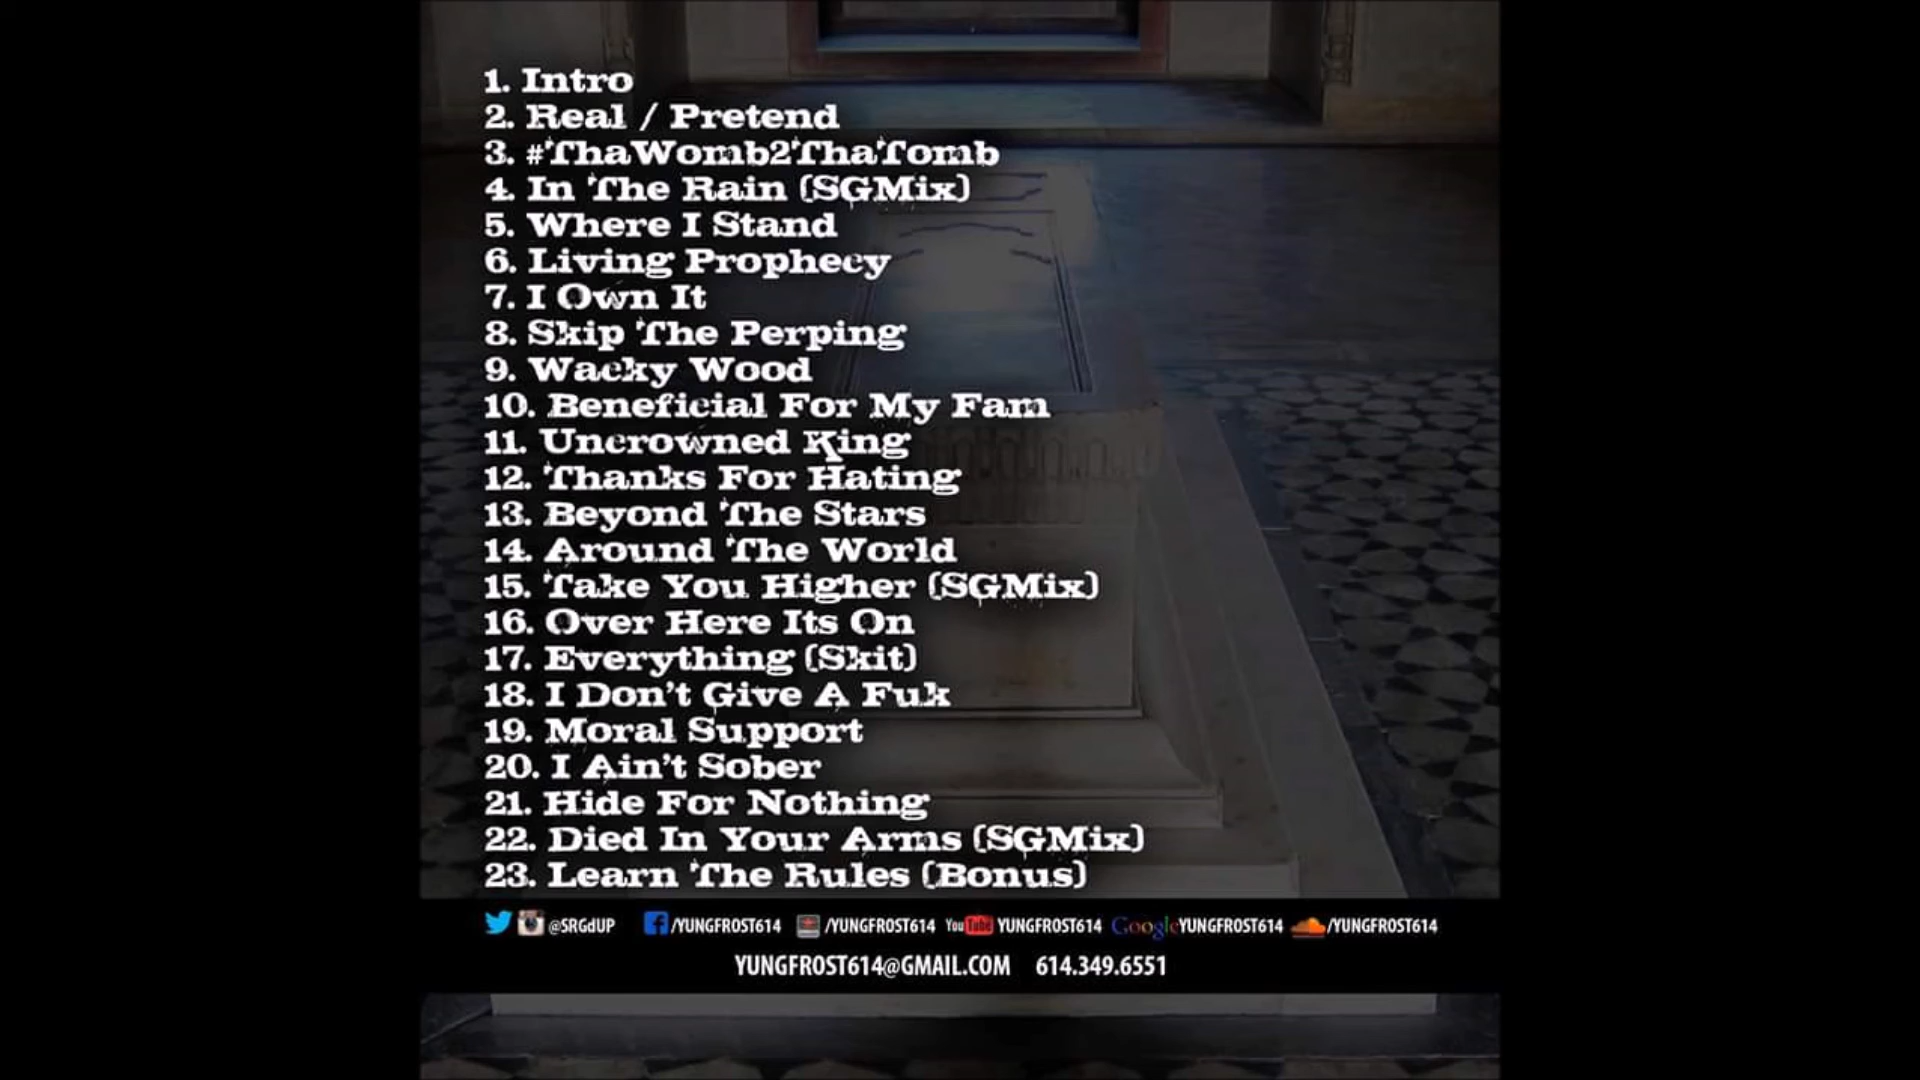 1. Intro
2. Real / Pretend
3. #ThaWomb2ThaTomb
4. In The Rain (SGMix)
5. Where I Stand
6. Living Prophecy
7. I Own It
8. Skip The Perping
9. Wacky Wood
10. Beneficial For My Fam
11. Uncrowned King
12. Thanks For Hating
13. Beyond The Stars
14. Around The World
15. Take You Higher (SGMix)
16. Over Here Its On
17. Everything (Skit)
18. I Don't Give A Fuk
19. Moral Support
20. I Ain't Sober
21. Hide For Nothing
22. Died In Your Arms (SGMix)
23. Learn The Rules (Bonus)
@SRGdUP /YUNGFROST614 /YUNGFROST614 YouTube YUNGFROST614 Google YUNGFROST614 /YUNGFROST614
YUNGFROST614@GMAIL.COM 614.349.6551